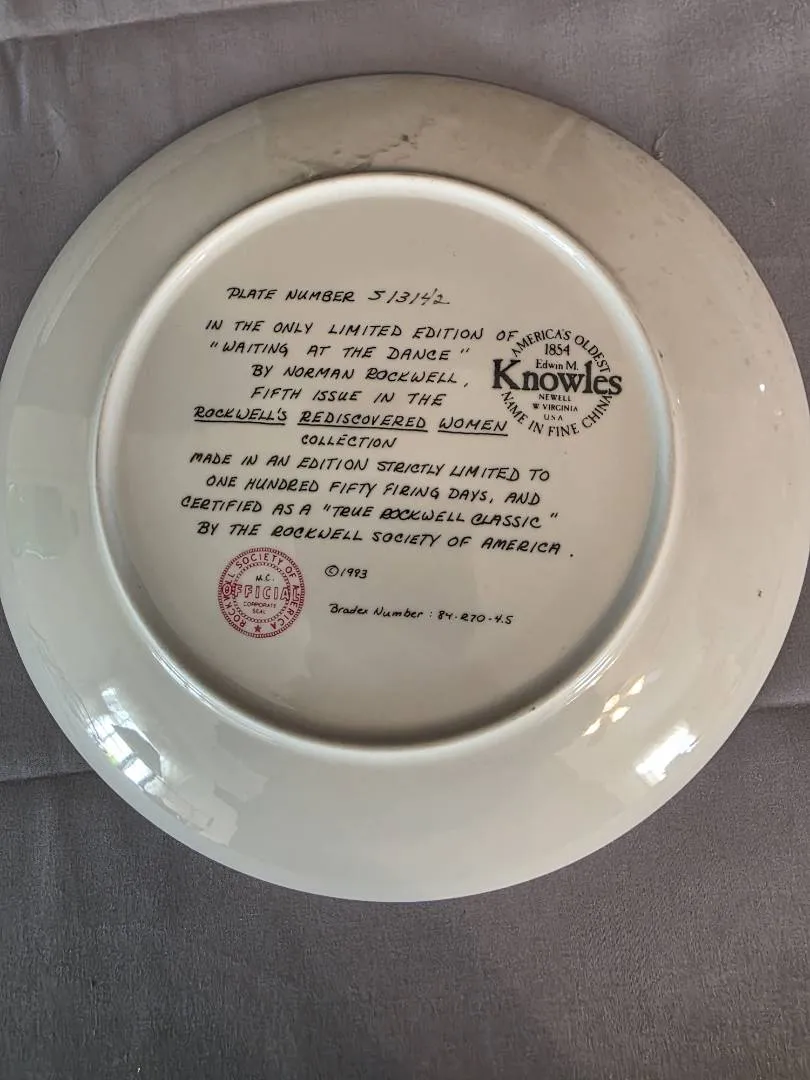 PLATE NUMBER 513142
IN THE ONLY LIMITED EDITION OF
"WAITING AT THE DANCE"
BY NORMAN ROCKWELL,
FIFTH ISSUE IN THE
ROCKWELL'S REDISCOVERED WOMEN
COLLECTION
MADE IN AN EDITION STRICTLY LIMITED TO
ONE HUNDRED FIFTY FIRING DAYS, AND
CERTIFIED AS A "TRUE ROCKWELL CLASSIC"
BY THE ROCKWELL SOCIETY OF AMERICA.
AMERICA'S OLDEST
1854
Edwin M.
Knowles
NEWELL
W VIRGINIA
USA
NAME IN FINE CHINA
ROCKWELL SOCIETY OF AMERICA
N.C.
OFFICIAL
CORPORATE
SEAL
©1993
Bradex Number: 84-R70-4.5